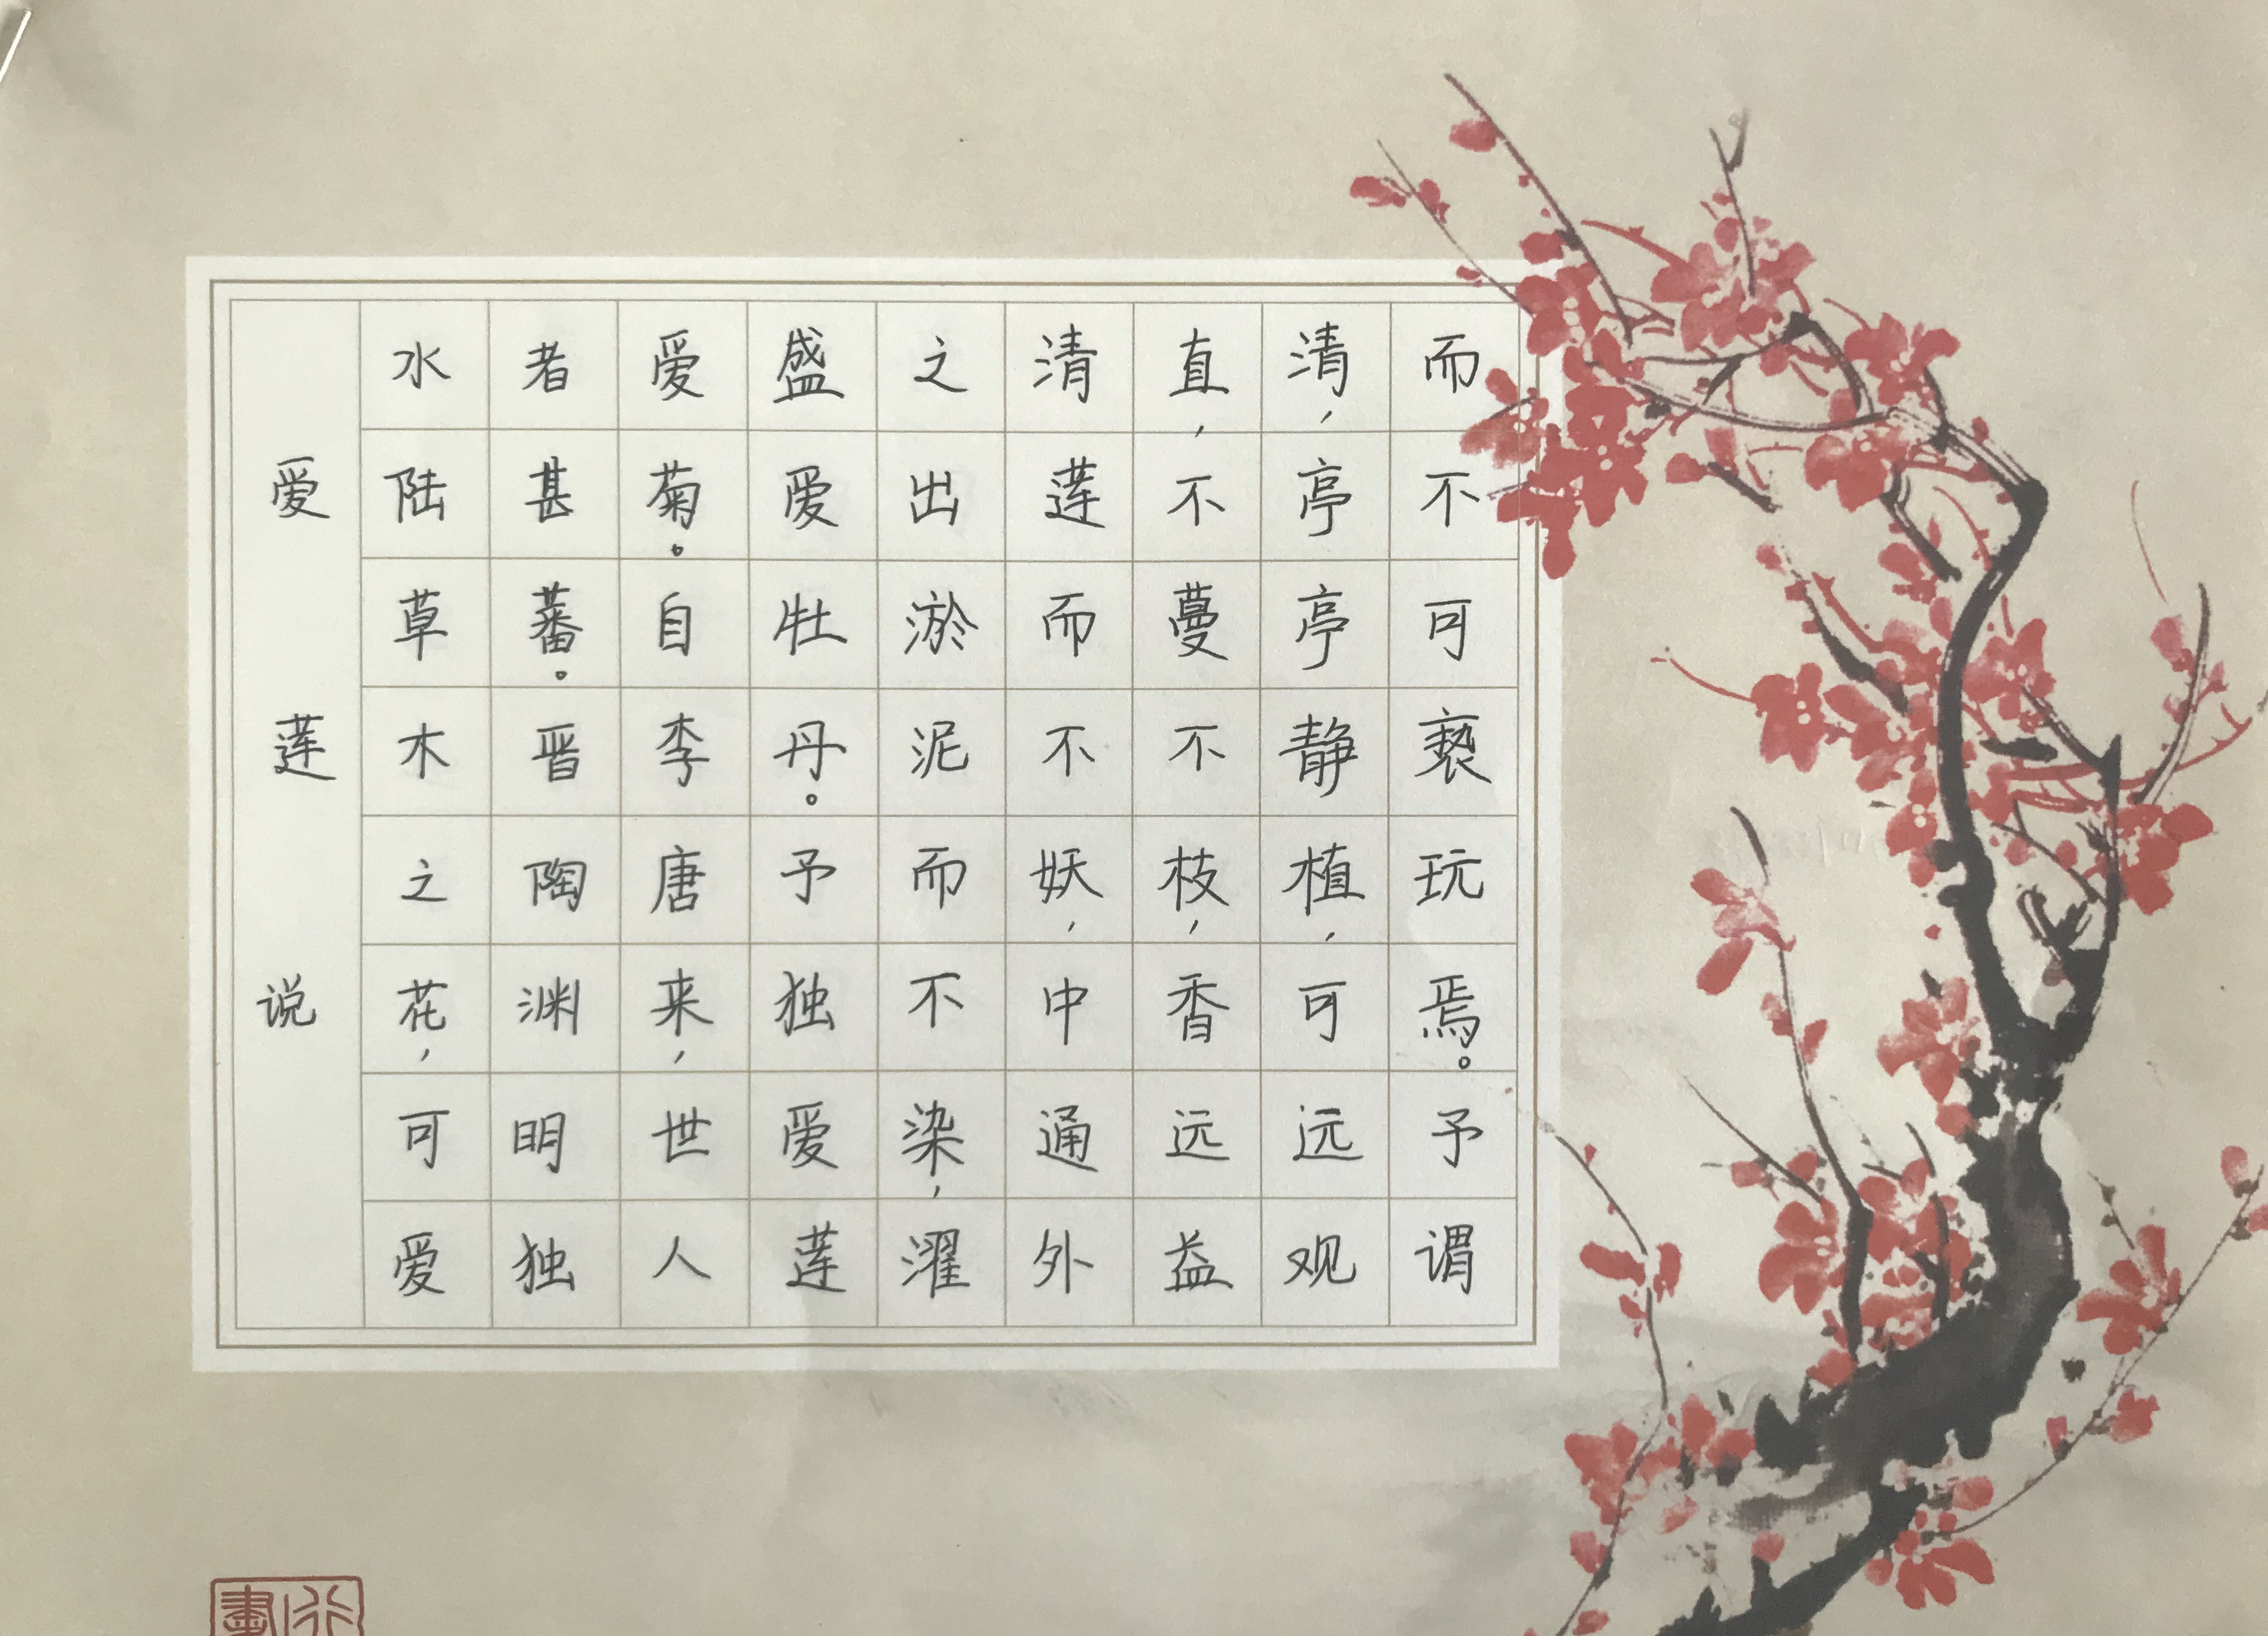 爱莲说
水陆草木之花，可爱
者甚蕃。晋陶渊明独
爱菊。自李唐来，世人
盛爱牡丹。予独爱莲
之出淤泥而不染，濯
清莲而不妖，中通外
直，不蔓不枝，香远益
清，亭亭静植，可远观
而不可亵玩焉。予谓